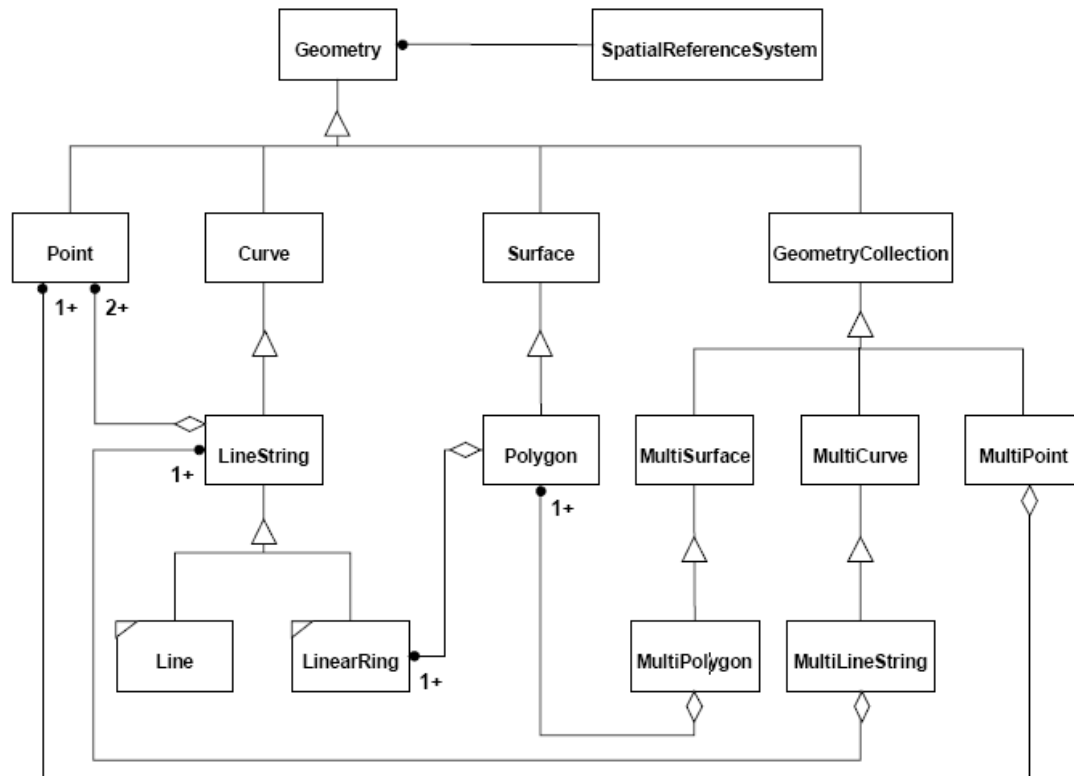 Geometry
SpatialReferenceSystem
Point
Curve
Surface
GeometryCollection
1+
2+
LineString
Polygon
MultiSurface
MultiCurve
MultiPoint
1+
1+
Line
LinearRing
MultiPolygon
MultiLineString
1+